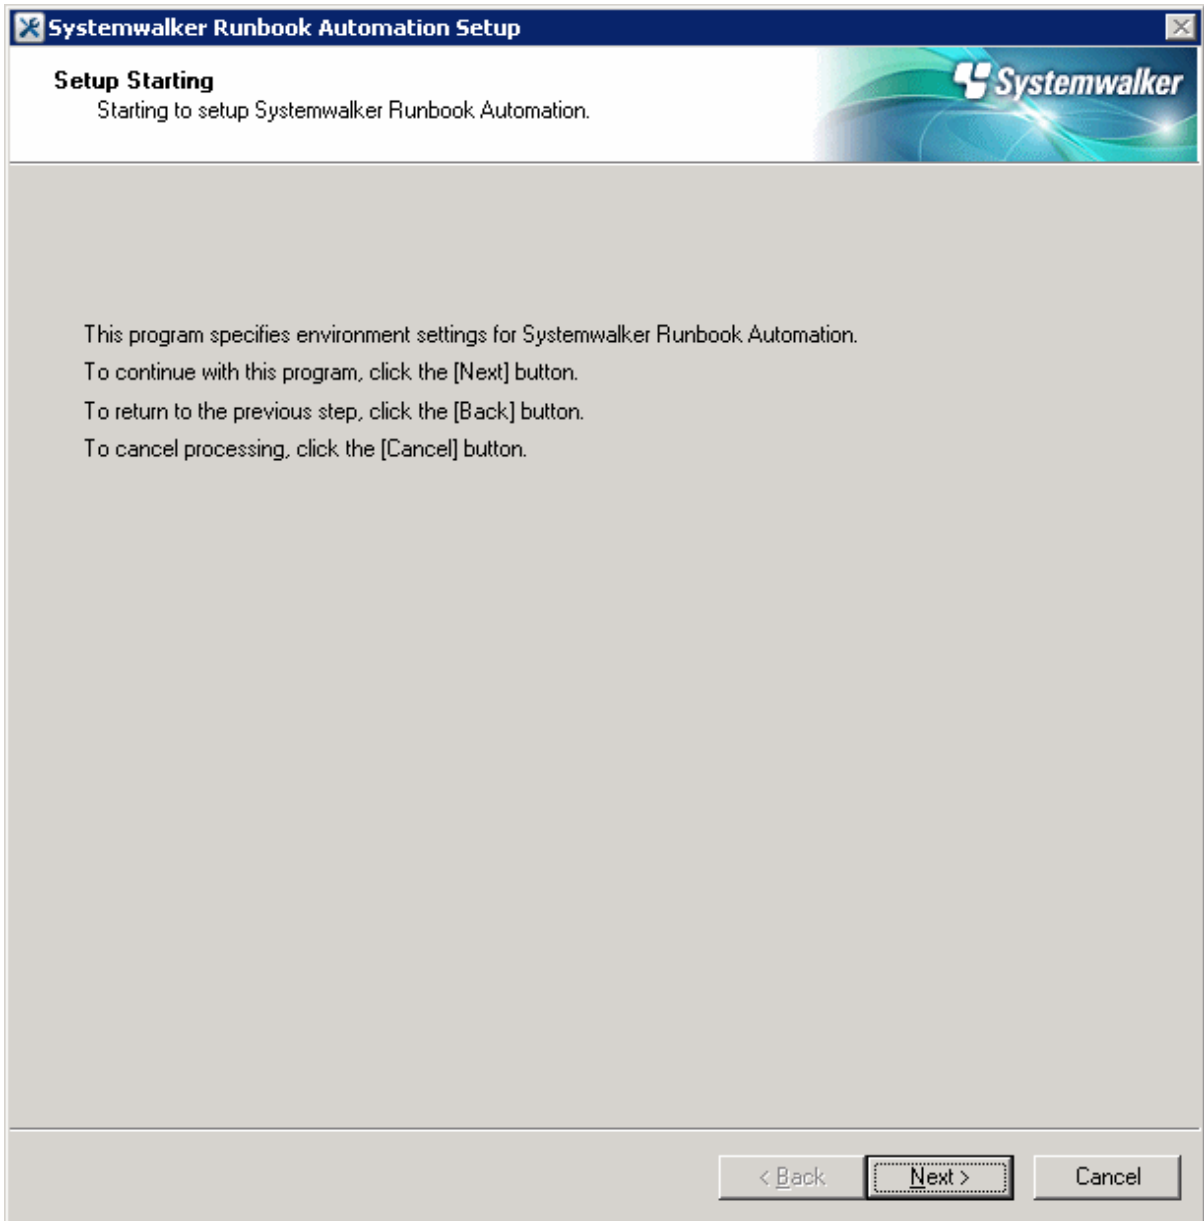 Systemwalker Runbook Automation Setup
Setup Starting
Starting to setup Systemwalker Runbook Automation.
Systemwalker
This program specifies environment settings for Systemwalker Runbook Automation.
To continue with this program, click the [Next] button.
To return to the previous step, click the [Back] button.
To cancel processing, click the [Cancel] button.
< Back Next > Cancel